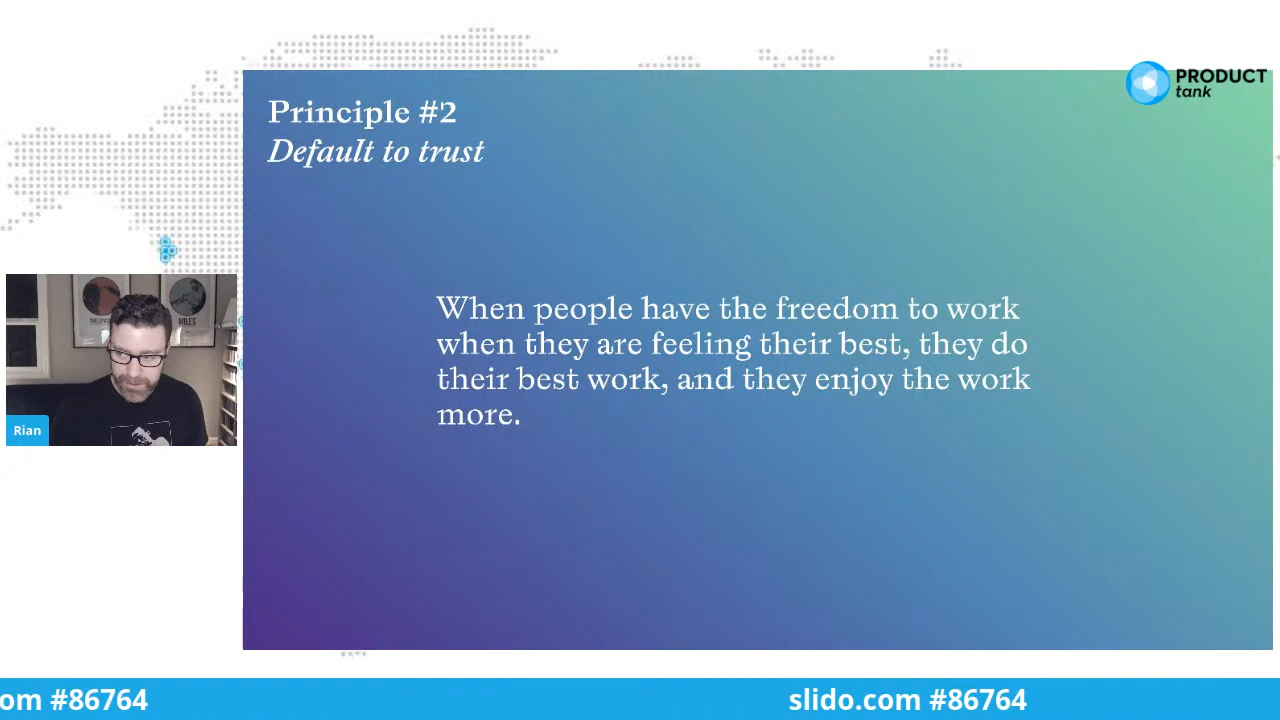 PRODUCT
tank
Principle #2
Default to trust
When people have the freedom to work
when they are feeling their best, they do
their best work, and they enjoy the work
more.
MILES
Rian
om #86764
slido.com #86764